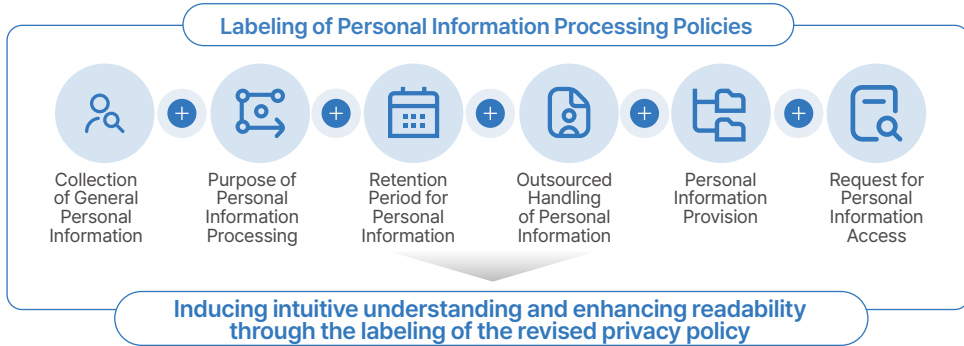 Labeling of Personal Information Processing Policies
Collection
of General
Personal
Information
Purpose of
Personal
Information
Processing
Retention
Period for
Personal
Information
Outsourced
Handling
of Personal
Information
Personal
Information
Provision
Request for
Personal
Information
Access
Inducing intuitive understanding and enhancing readability
through the labeling of the revised privacy policy